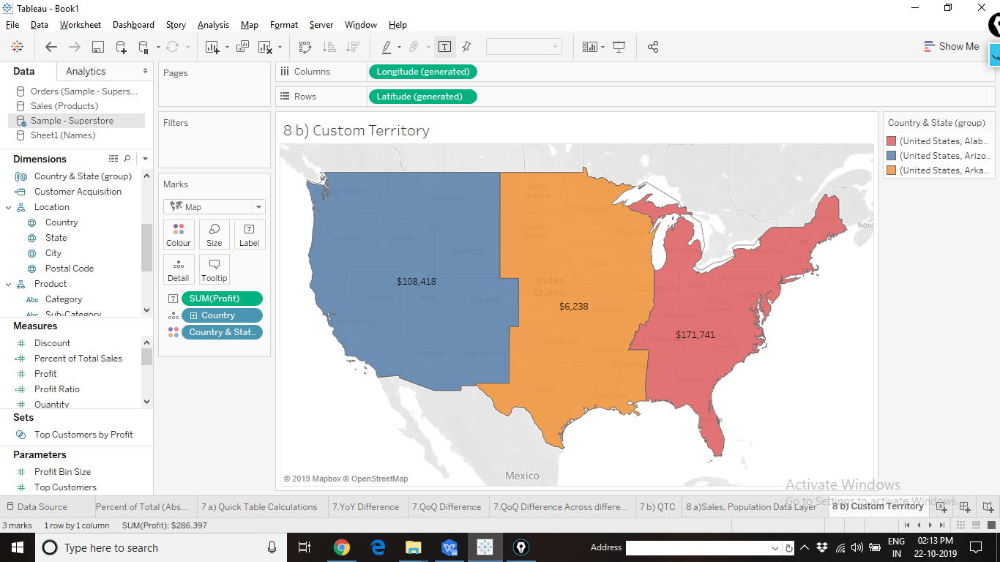 Tableau - Book1
File Data Worksheet Dashboard Story Analysis Map Format Server Window Help
Show Me
Data Analytics
Orders (Sample - Supers...
Sales (Products)
Sample - Superstore
Sheet1 (Names)
Dimensions
Country & State (group)
Customer Acquisition
Location
Country
State
City
Postal Code
Product
Abc Category
Abc Sub-Category
Measures
Discount
Percent of Total Sales
Profit
Profit Ratio
Quantity
Sets
Top Customers by Profit
Parameters
Profit Bin Size
Top Customers
Pages
Filters
Marks
Map
Colour Size Label
Detail Tooltip
SUM(Profit)
Country
Country & Stat..
Columns Longitude (generated)
Rows Latitude (generated)
8 b) Custom Territory
Washington
Montana
North
Dakota
Minnesota
Oregon
Idaho
South
Dakota
Wisconsin
Wyoming
Michigan
New York
Maine
VT
NH
MA
Nova
Iowa
Nevada
Utah
Colorado
United
States
Illinois
Indiana
Ohio
Pennsylvania
MD
West
Virginia
Kentucky
Missouri
California
Arizona
New Mexico
Oklahoma
Arkansas
Tennessee
North
Carolina
Mississippi
Georgia
Texas
Louisiana
Florida
Mexico
$108,418
$6,238
$171,741
© 2019 Mapbox © OpenStreetMap
Country & State (group)
(United States, Alab..
(United States, Arizo..
(United States, Arka..
Activate Windows
Go to Settings to activate Windows.
Data Source Percent of Total (Abs... 7 a) Quick Table Calculations 7.YoY Difference 7.QoQ Difference 7.QoQ Difference Across differe... 7 b) QTC 8 a)Sales, Population Data Layer 8 b) Custom Territory
3 marks 1 row by 1 column SUM(Profit): $286,397
Type here to search
Address
ENG
IN
02:13 PM
22-10-2019